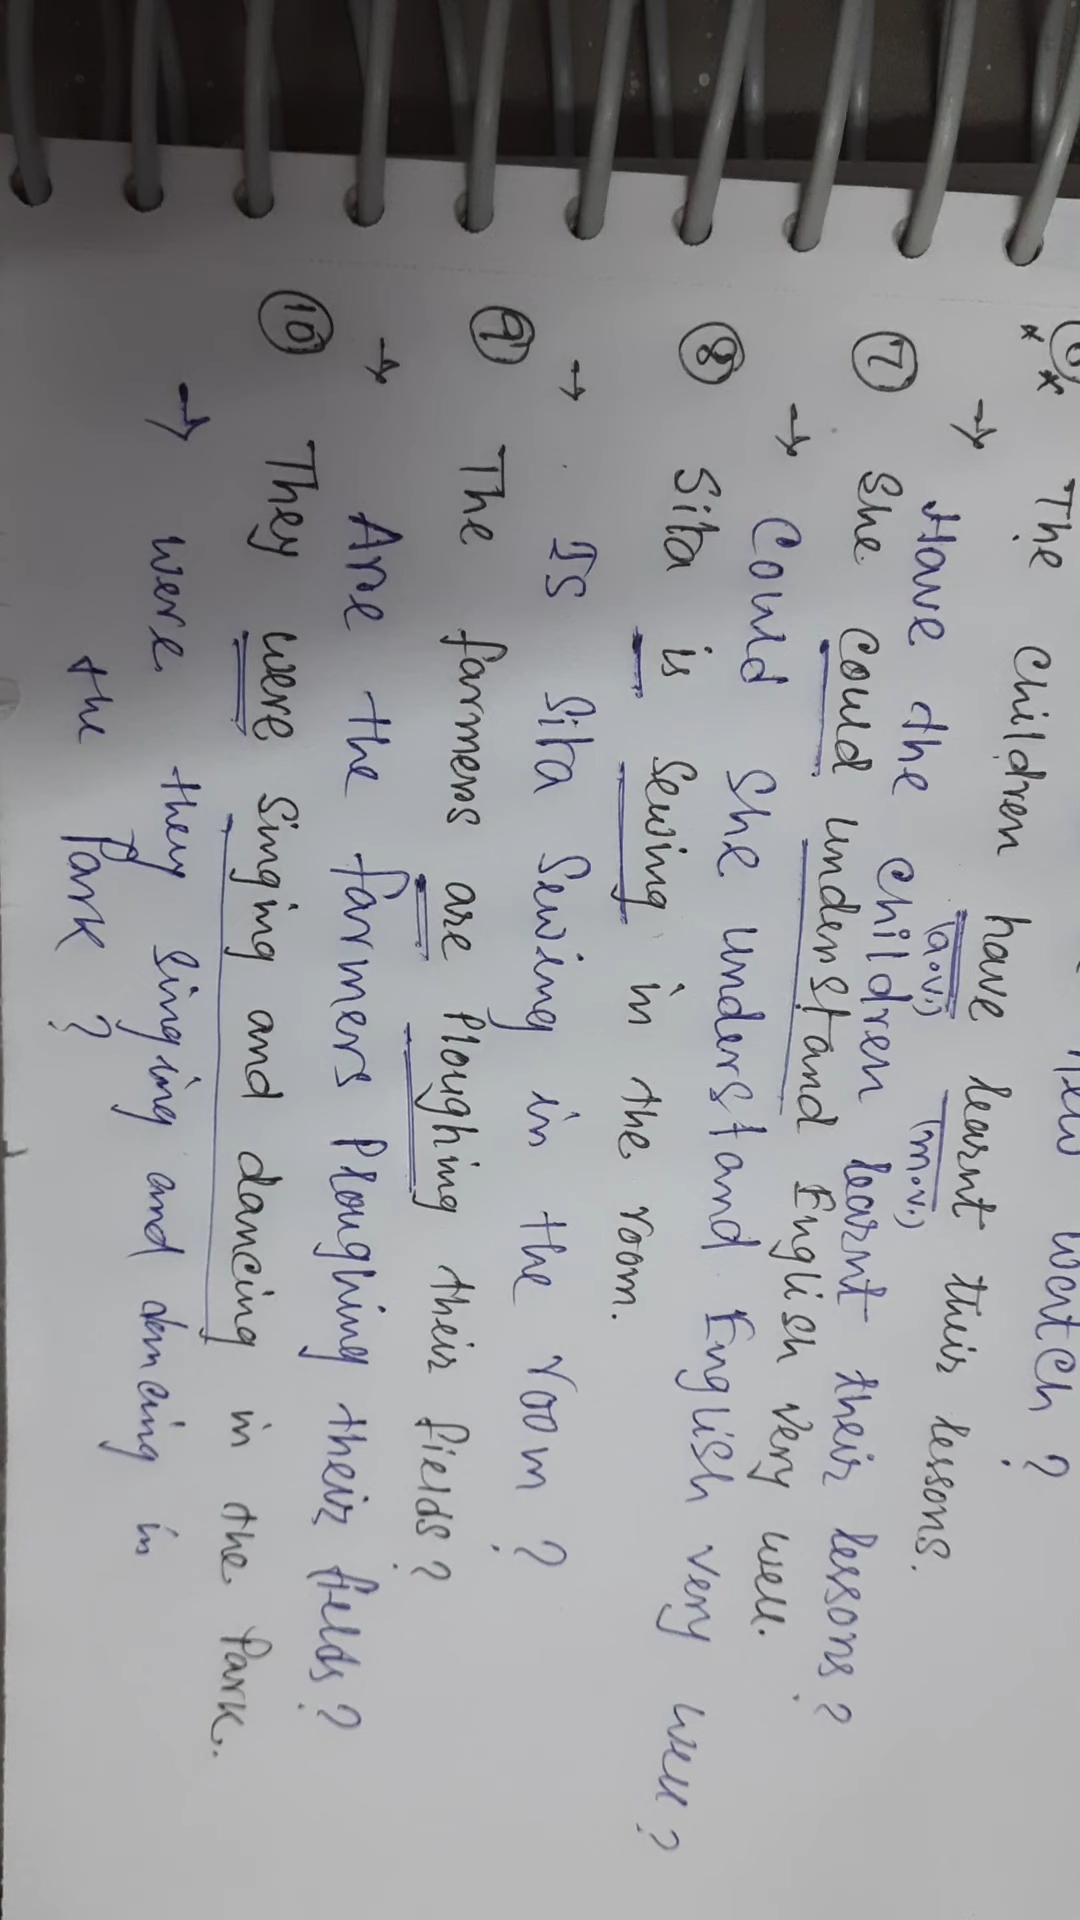 new watch ?
⑥ The children have learnt their lessons.
** (a.v.) (m.v.)
→ Have the children learnt their lessons ?
⑦ She could understand English very well.
→ Could She understand English very well ?
⑧ Sita is Sewing in the room.
→ Is Sita Sewing in the room ?
⑨ The farmers are Ploughing their fields ?
→ Are the farmers Ploughing their fields ?
⑩ They were Singing and dancing in the Park.
→ were they singing and dancing in
the Park ?